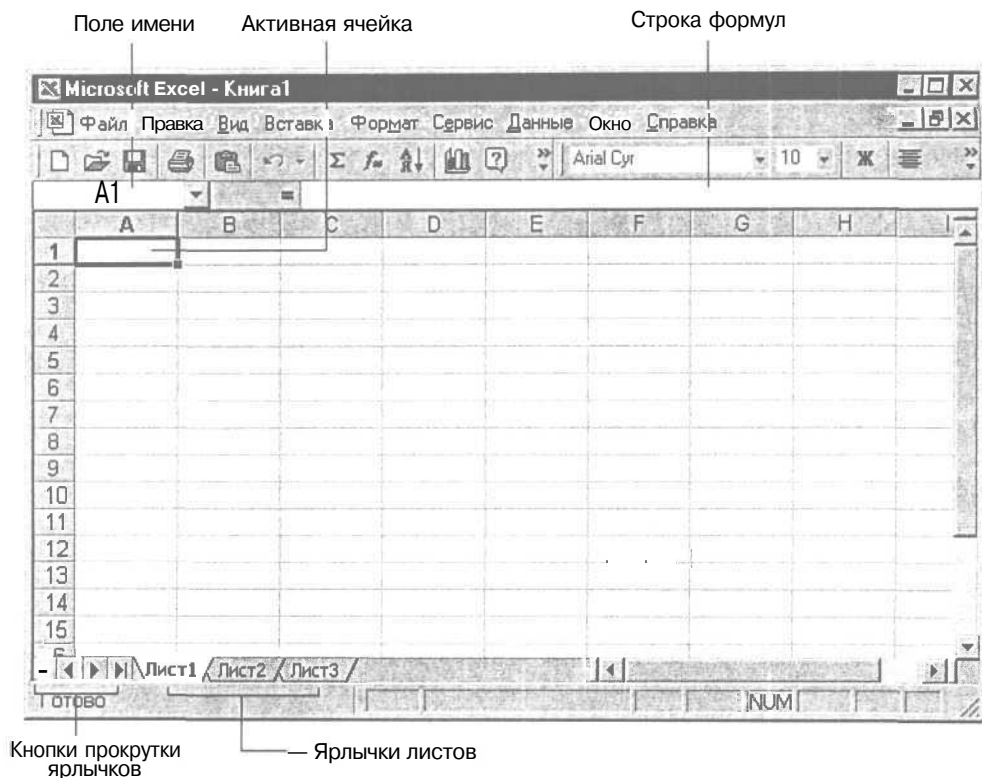 Поле имени Активная ячейка Строка формул
Microsoft Excel - Книга1
Файл Правка Вид Вставка Формат Сервис Данные Окно Справка
Σ Arial Cyr 10 Ж
A1 =
A B C D E F G H I
1
2
3
4
5
6
7
8
9
10
11
12
13
14
15
Лист1 Лист2 Лист3
Готово NUM
Кнопки прокрутки
ярлычков
Ярлычки листов